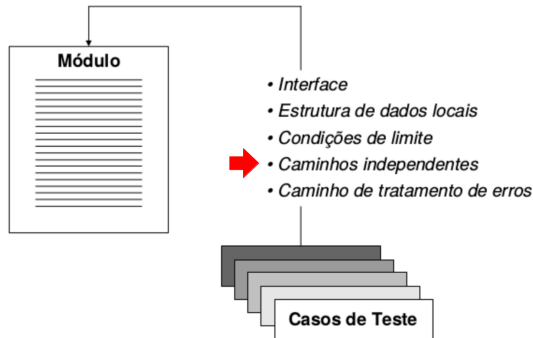 Módulo
• Interface
• Estrutura de dados locais
• Condições de limite
• Caminhos independentes
• Caminho de tratamento de erros
Casos de Teste